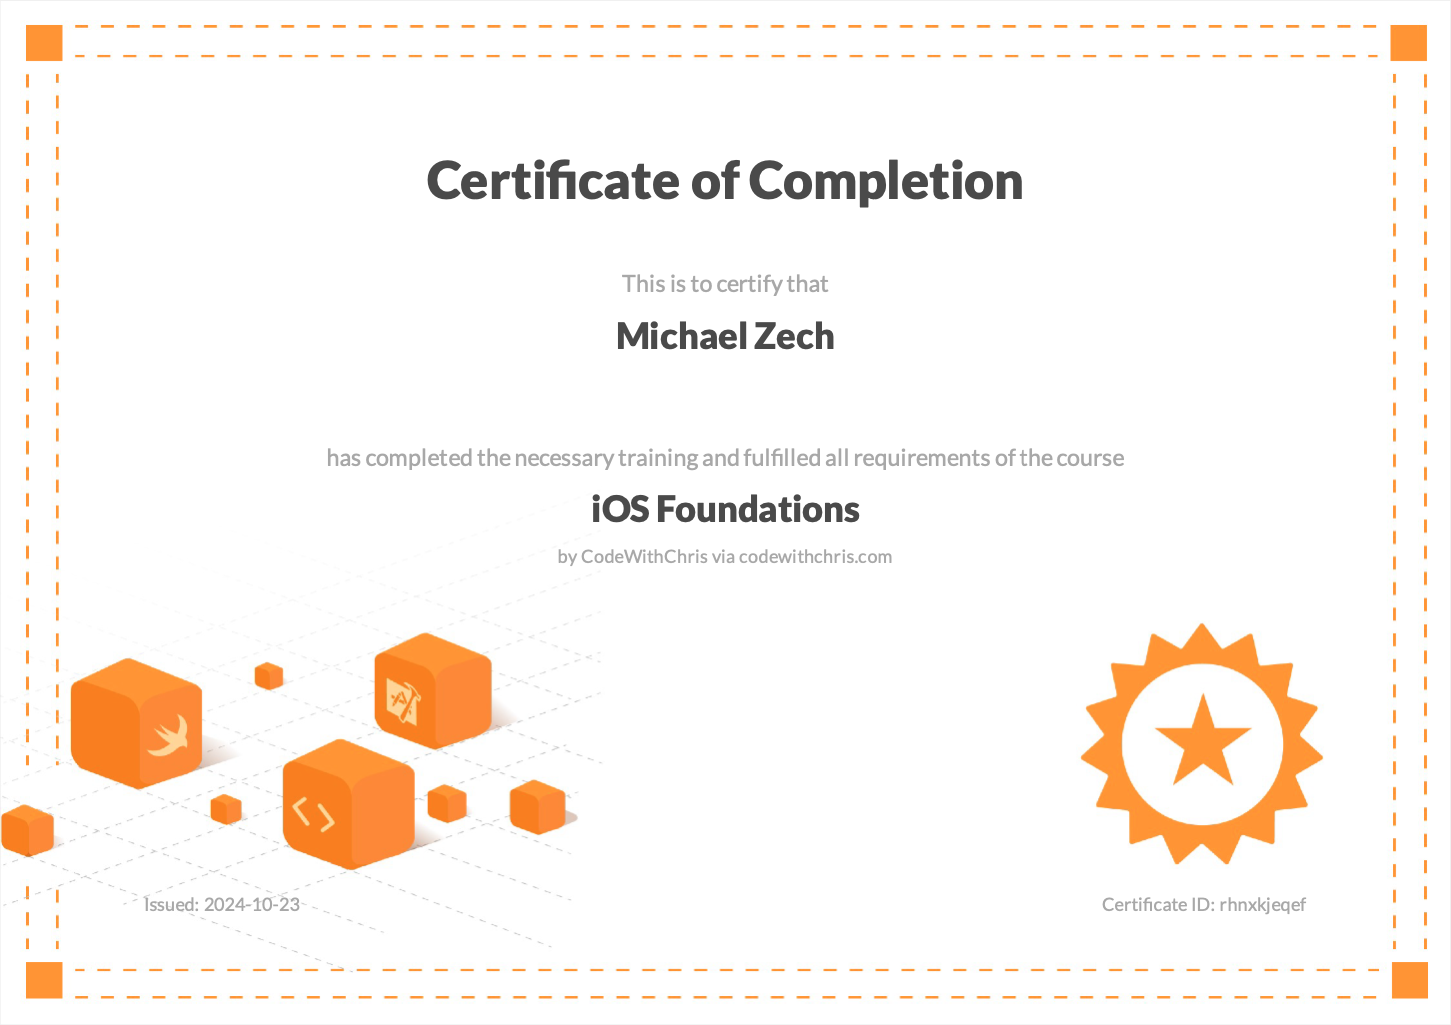 Certificate of Completion
This is to certify that
Michael Zech
has completed the necessary training and fulfilled all requirements of the course
iOS Foundations
by CodeWithChris via codewithchris.com
Issued: 2024-10-23
Certificate ID: rhnxkjeqef